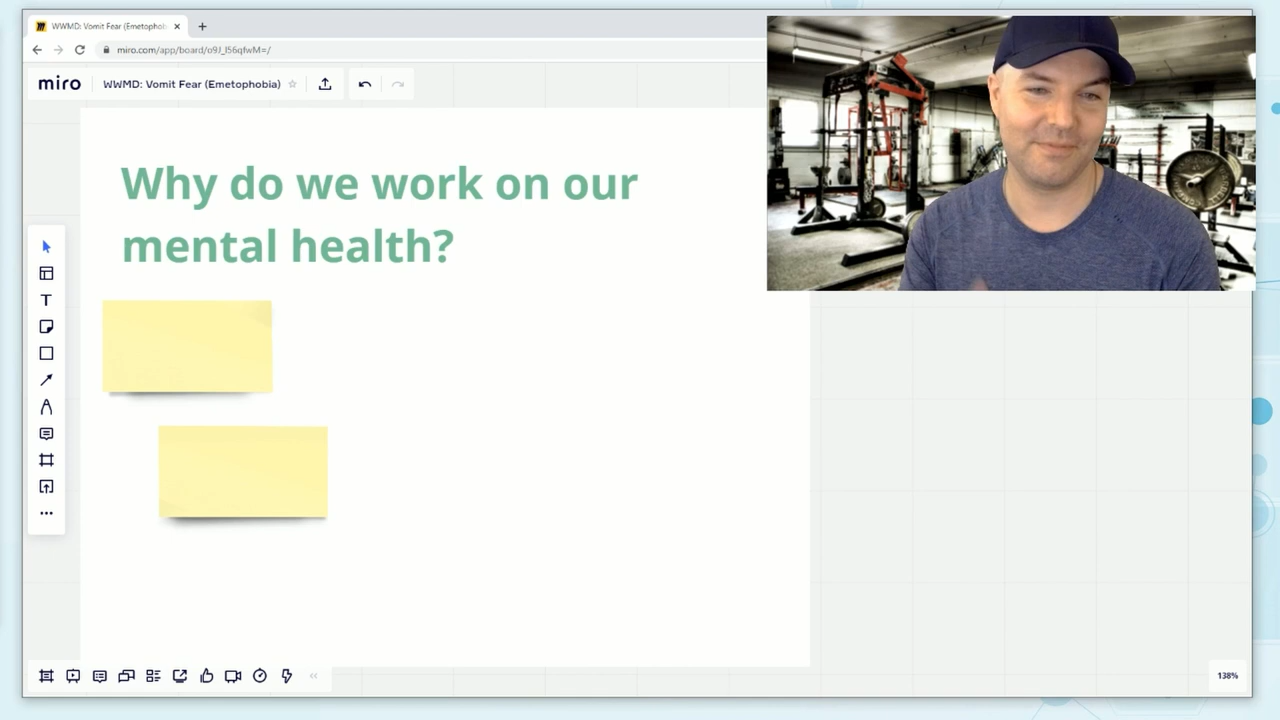 WWMD: Vomit Fear (Emetophob
miro.com/app/board/o9J_l56qfwM=/
miro
WWMD: Vomit Fear (Emetophobia)
Why do we work on our
mental health?
138%